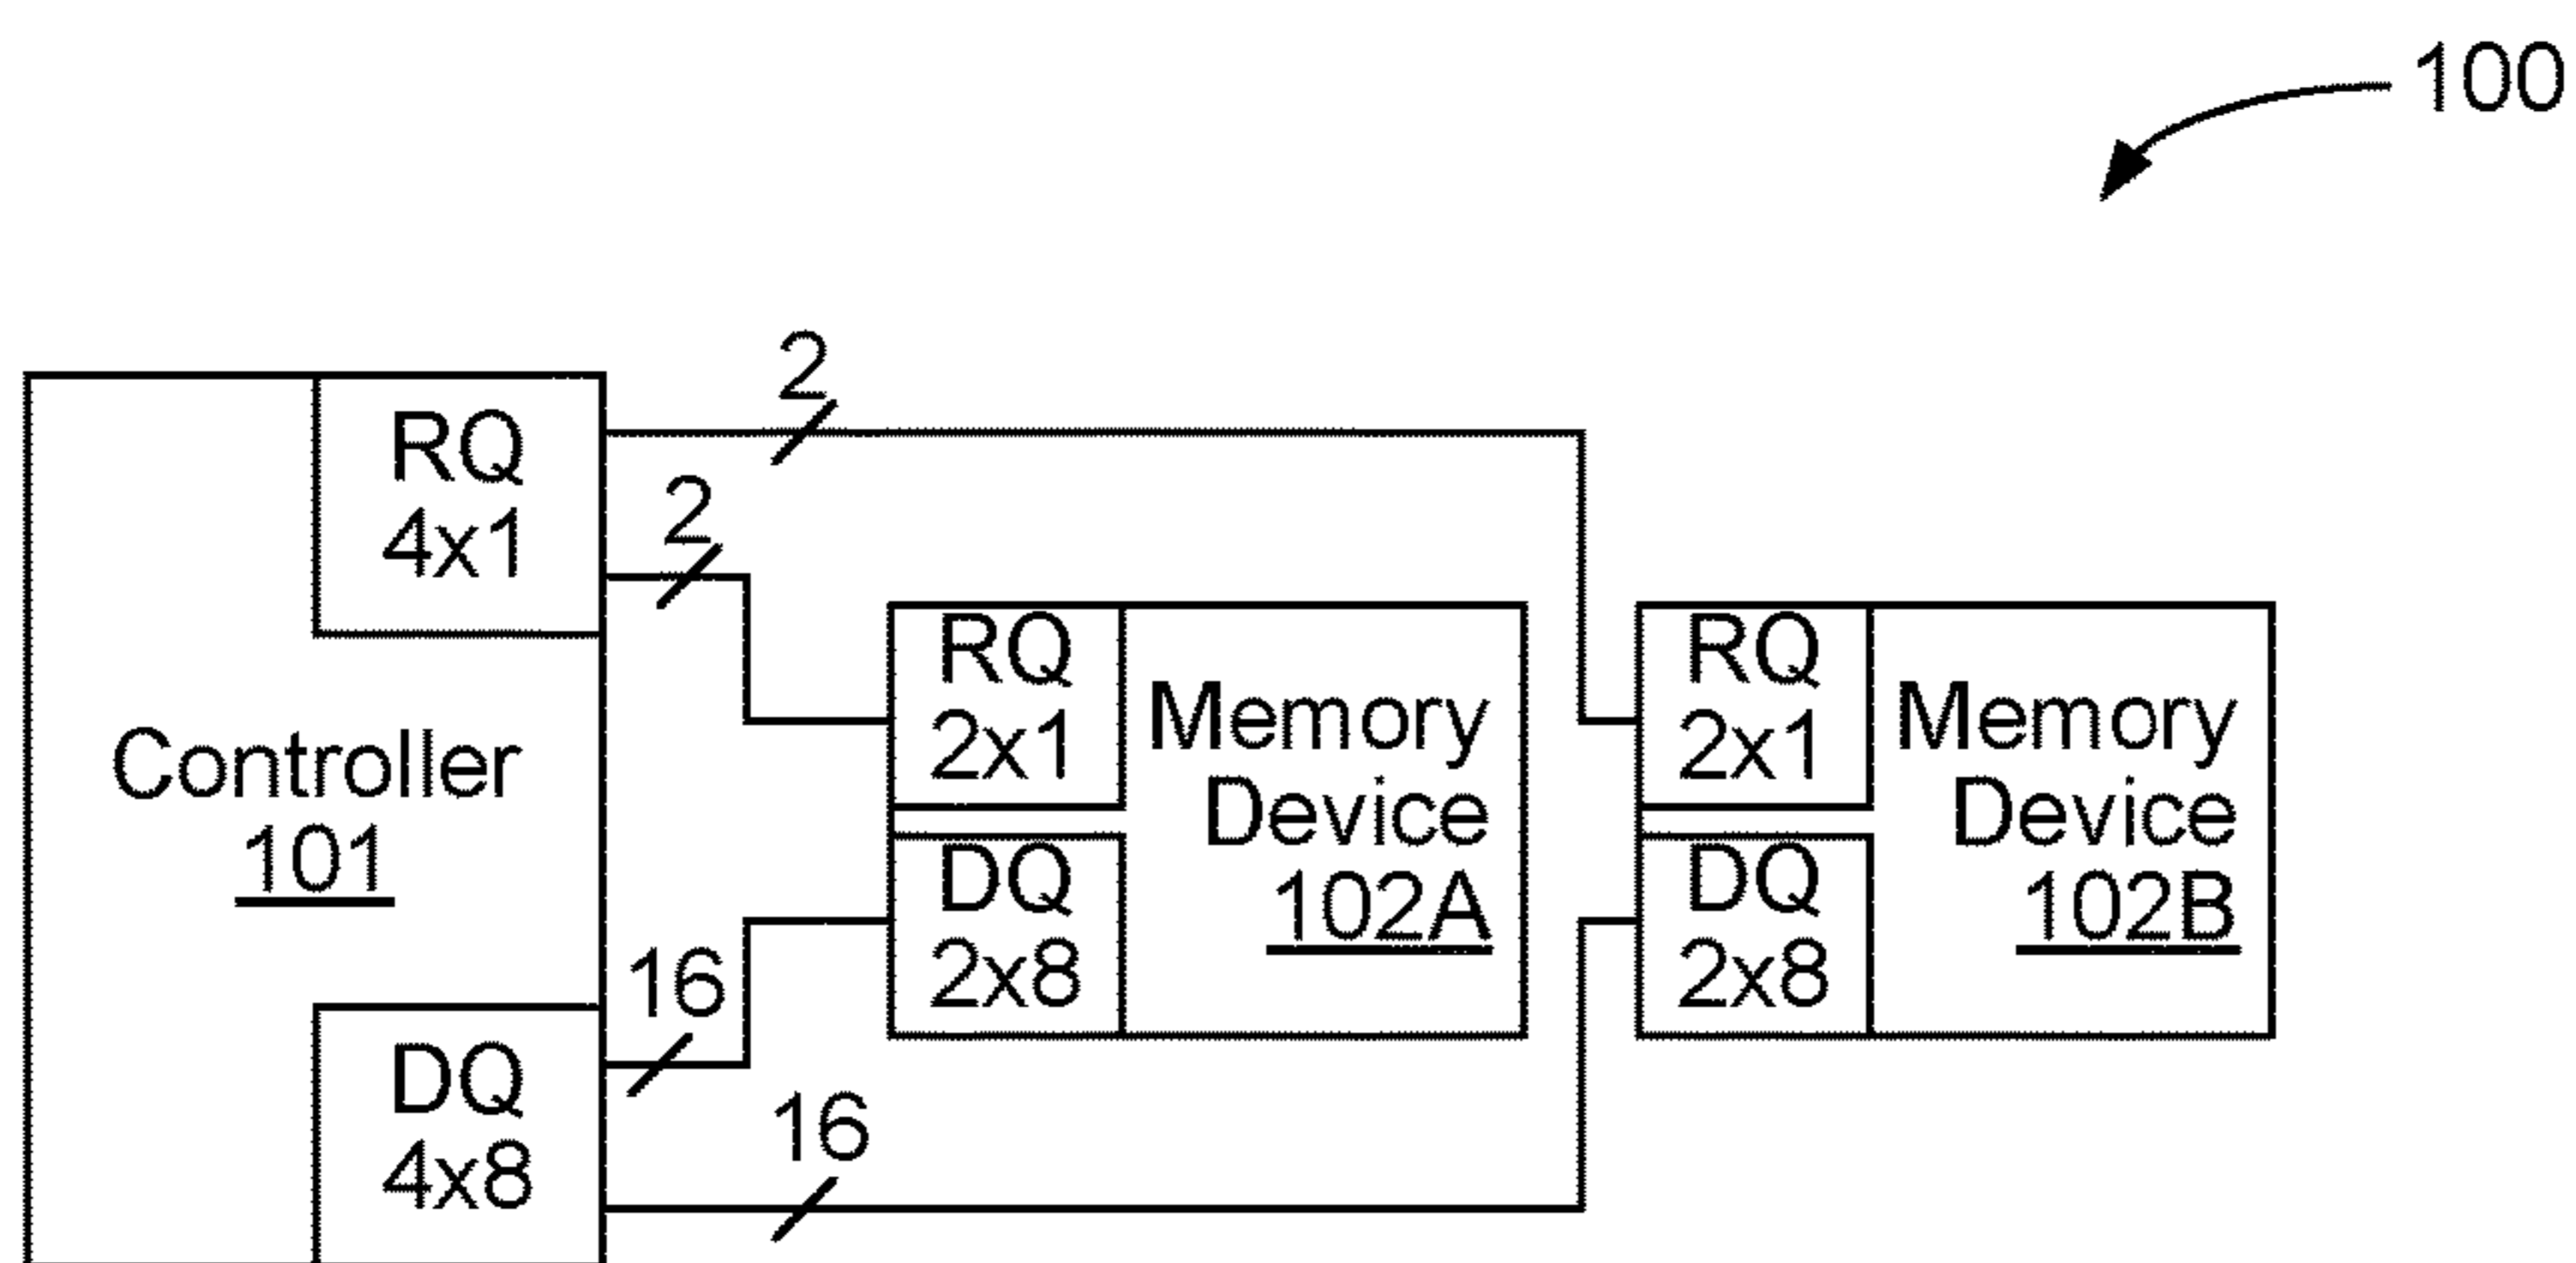 100
2
RQ
4x1
2
Controller
101
16
DQ
4x8
16
RQ
2x1
DQ
2x8
Memory
Device
102A
RQ
2x1
DQ
2x8
Memory
Device
102B